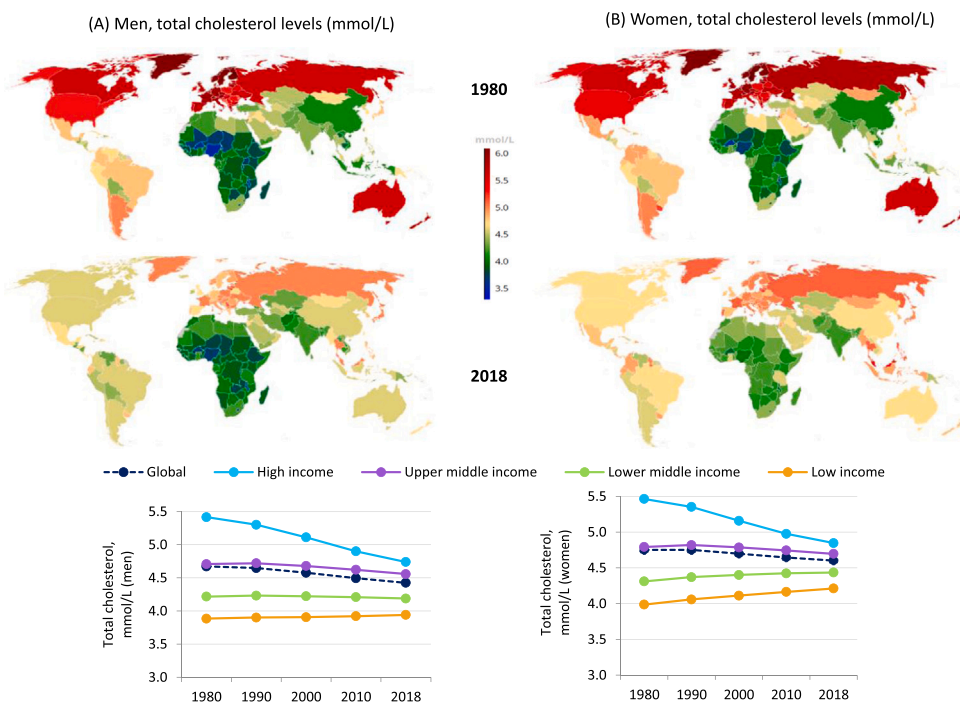 (A) Men, total cholesterol levels (mmol/L)
(B) Women, total cholesterol levels (mmol/L)
1980
mmol/L
6.0
5.5
5.0
4.5
4.0
3.5
2018
Global
High income
Upper middle income
Lower middle income
Low income
Total cholesterol,
mmol/L (men)
5.5
5.0
4.5
4.0
3.5
3.0
1980 1990 2000 2010 2018
Total cholesterol,
mmol/L (women)
5.5
5.0
4.5
4.0
3.5
3.0
1980 1990 2000 2010 2018